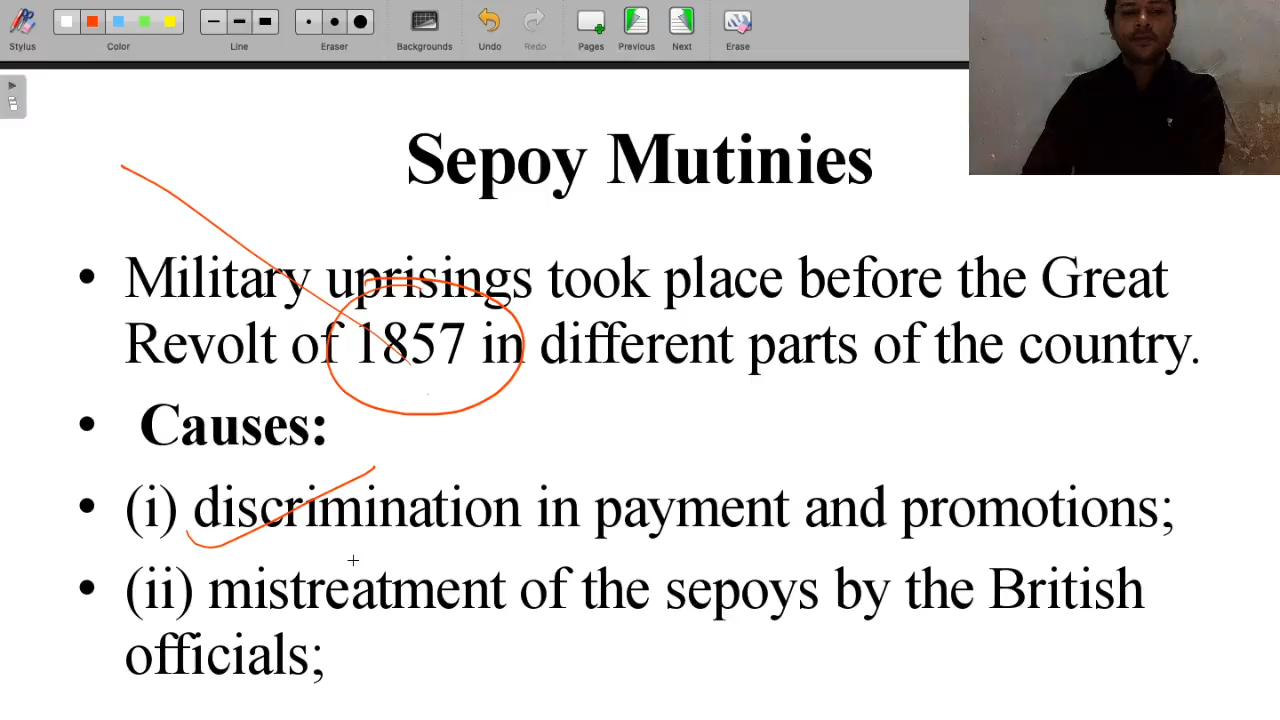 Stylus
Color
Line
Eraser
Backgrounds
Undo
Redo
Pages
Previous
Next
Erase
Sepoy Mutinies
• Military uprisings took place before the Great
Revolt of 1857 in different parts of the country.
• Causes:
• (i) discrimination in payment and promotions;
• (ii) mistreatment of the sepoys by the British
officials;